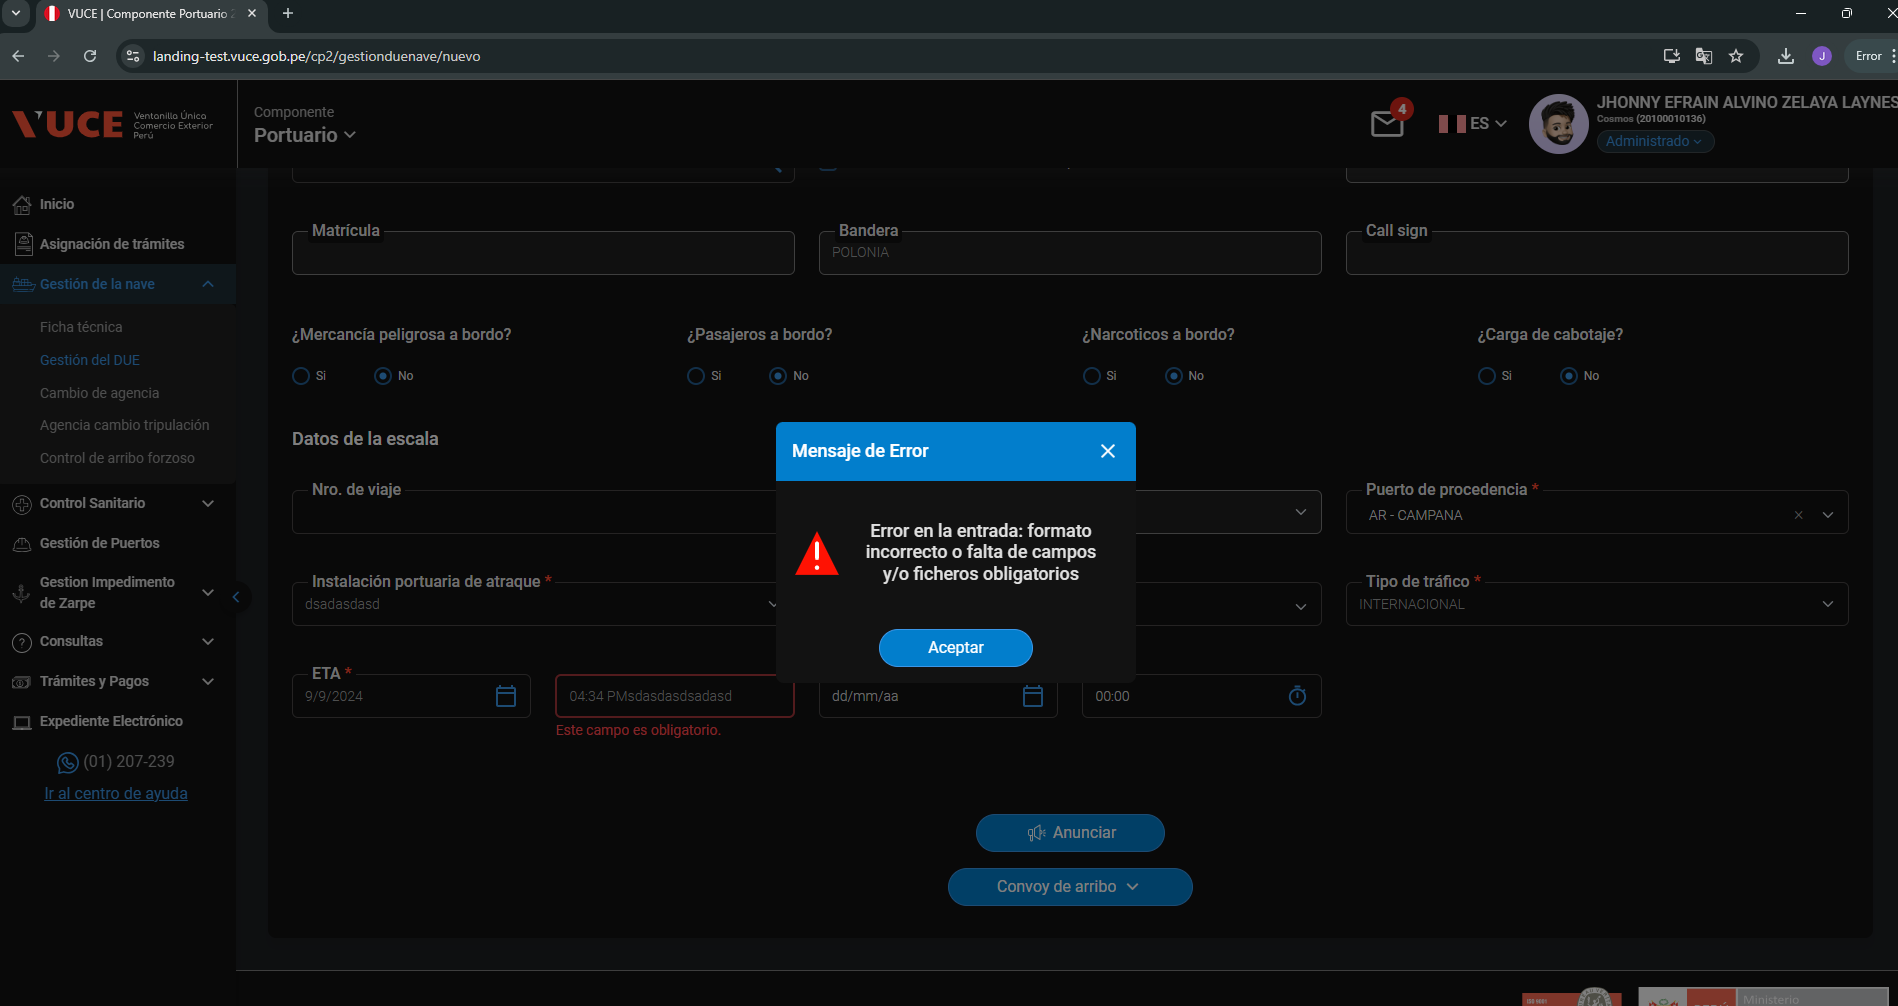 VUCE | Componente Portuario 2
landing-test.vuce.gob.pe/cp2/gestionduenave/nuevo
J
Error
VUCE
Ventanilla Única
Comercio Exterior
Perú
Componente
Portuario
4
ES
JHONNY EFRAIN ALVINO ZELAYA LAYNES
Cosmos (20100010136)
Administrado
Inicio
Asignación de trámites
Gestión de la nave
Ficha técnica
Gestión del DUE
Cambio de agencia
Agencia cambio tripulación
Control de arribo forzoso
Control Sanitario
Gestión de Puertos
Gestion Impedimento
de Zarpe
Consultas
Trámites y Pagos
Expediente Electrónico
(01) 207-239
Ir al centro de ayuda
Matrícula
Bandera
POLONIA
Call sign
¿Mercancía peligrosa a bordo?
Si
No
¿Pasajeros a bordo?
Si
No
¿Narcoticos a bordo?
Si
No
¿Carga de cabotaje?
Si
No
Datos de la escala
Nro. de viaje
Puerto de procedencia *
AR - CAMPANA
Instalación portuaria de atraque *
dsadasdasd
Tipo de tráfico *
INTERNACIONAL
ETA *
9/9/2024
04:34 PMsdasdasdsadasd
Este campo es obligatorio.
dd/mm/aa
00:00
Mensaje de Error
Error en la entrada: formato
incorrecto o falta de campos
y/o ficheros obligatorios
Aceptar
Anunciar
Convoy de arribo
ISO 9001
PERÚ
Ministerio